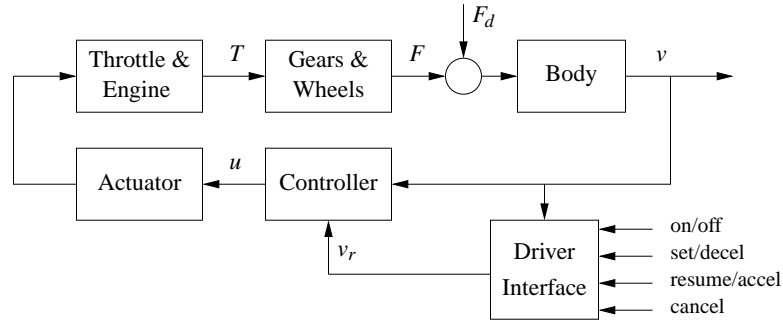 F_d
Throttle &
Engine
T
Gears &
Wheels
F
Body
v
Actuator
u
Controller
v_r
Driver
Interface
on/off
set/decel
resume/accel
cancel